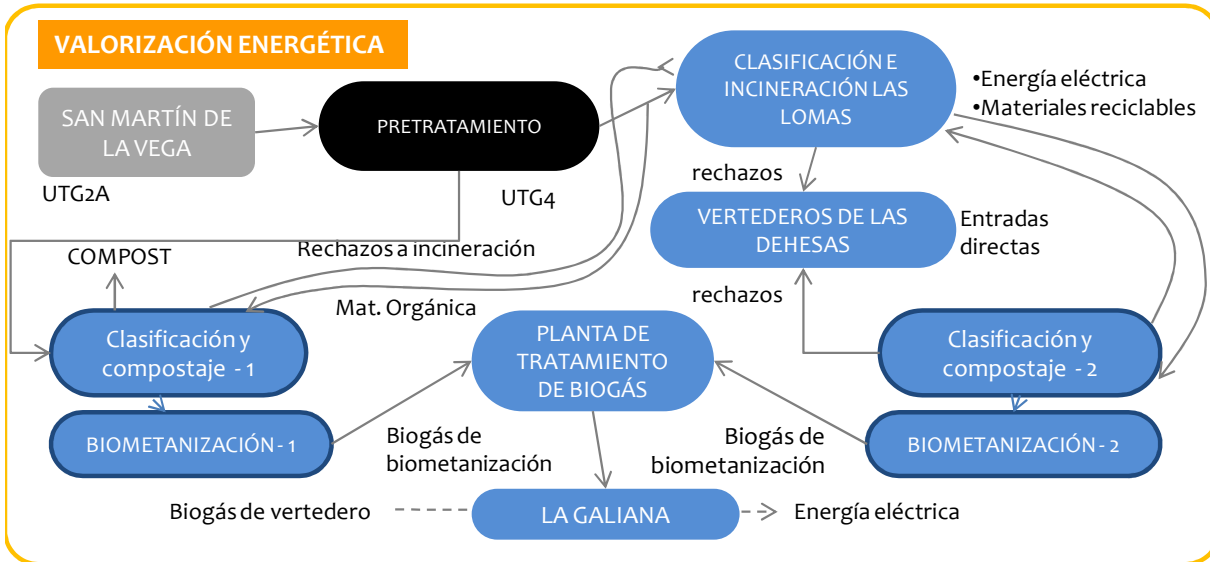 VALORIZACIÓN ENERGÉTICA
SAN MARTÍN DE
LA VEGA
UTG2A
PRETRATAMIENTO
UTG4
CLASIFICACIÓN E
INCINERACIÓN LAS
LOMAS
•Energía eléctrica
•Materiales reciclables
rechazos
VERTEDEROS DE LAS
DEHESAS
Entradas
directas
Rechazos a incineración
COMPOST
Mat. Orgánica
rechazos
Clasificación y
compostaje - 1
PLANTA DE
TRATAMIENTO
DE BIOGÁS
Clasificación y
compostaje - 2
BIOMETANIZACIÓN - 1
Biogás de
biometanización
Biogás de
biometanización
BIOMETANIZACIÓN - 2
Biogás de vertedero
LA GALIANA
Energía eléctrica